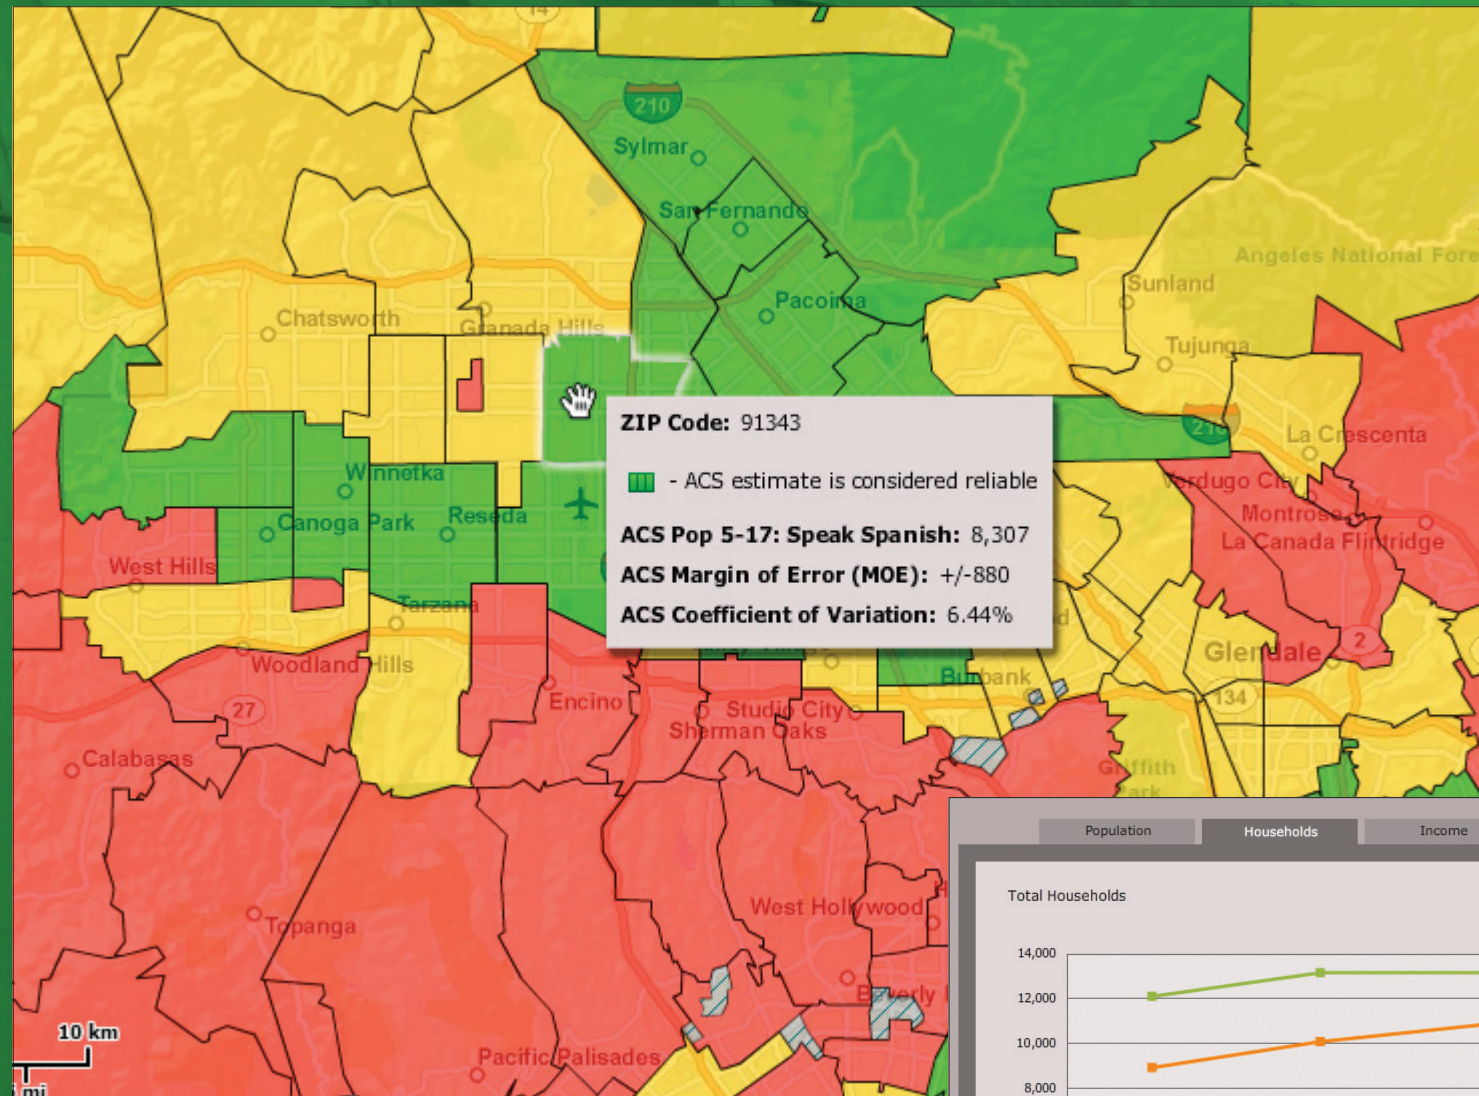 14
210
Sylmar
San Fernando
Angeles National Fore
Sunland
Pacoima
Chatsworth
Granada Hills
Tujunga
ZIP Code: 91343
- ACS estimate is considered reliable
ACS Pop 5-17: Speak Spanish: 8,307
ACS Margin of Error (MOE): +/-880
ACS Coefficient of Variation: 6.44%
210
La Crescenta
Winnetka
Verdugo City
Canoga Park
Reseda
Montrose
La Canada Flintridge
West Hills
Tarzana
Woodland Hills
Glendale
2
Burbank
134
27
Encino
Studio City
Sherman Oaks
Calabasas
Griffith
Park
Topanga
West Hollywood
H
Beverly
10 km
mi
Pacific Palisades
Population
Households
Income
Total Households
14,000
12,000
10,000
8,000